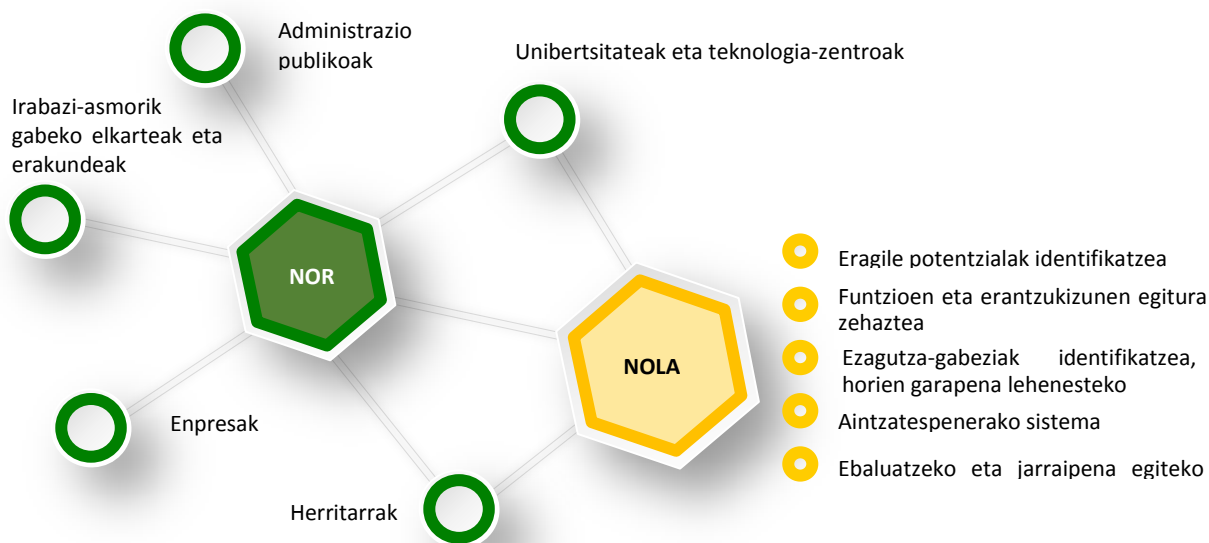 Administrazio
publikoak
Unibertsitateak eta teknologia-zentroak
Irabazi-asmorik
gabeko elkarteak eta
erakundeak
NOR
Enpresak
Herritarrak
NOLA
Eragile potentzialak identifikatzea
Funtzioen eta erantzukizunen egitura
zehaztea
Ezagutza-gabeziak identifikatzea,
horien garapena lehenesteko
Aintzatespenerako sistema
Ebaluatzeko eta jarraipena egiteko